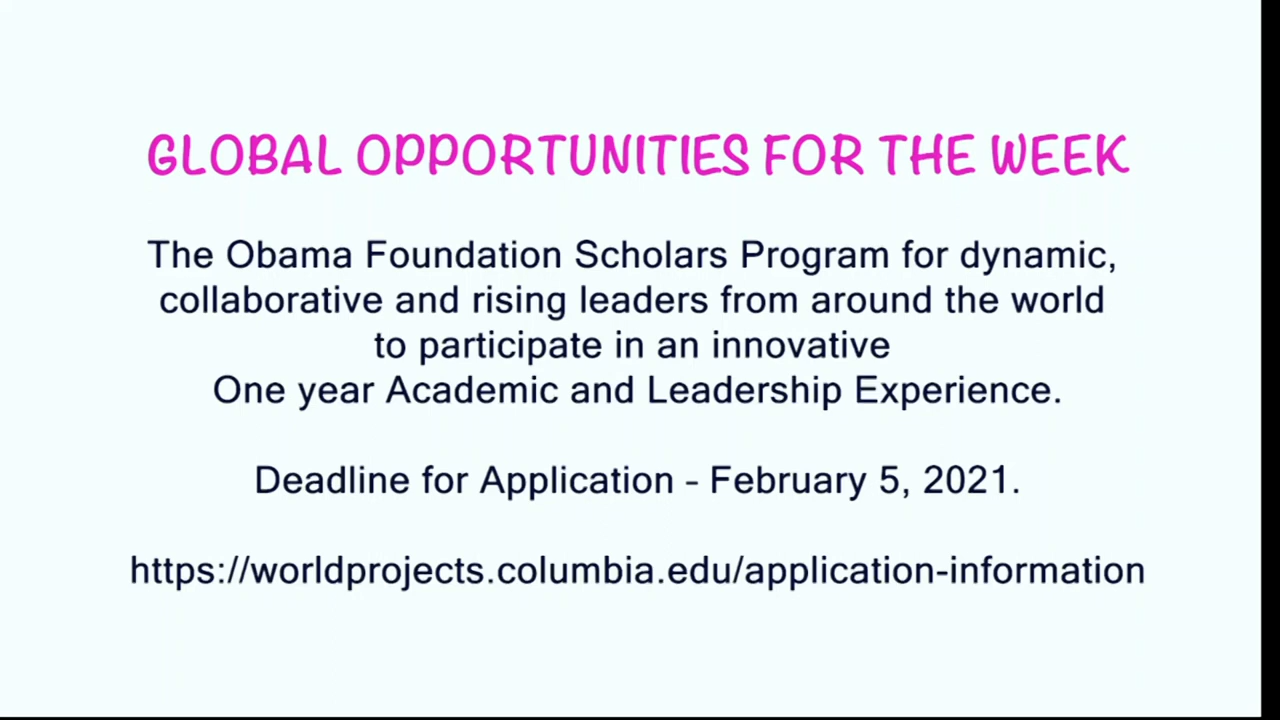 GLOBAL OPPORTUNITIES FOR THE WEEK
The Obama Foundation Scholars Program for dynamic,
collaborative and rising leaders from around the world
to participate in an innovative
One year Academic and Leadership Experience.
Deadline for Application - February 5, 2021.
https://worldprojects.columbia.edu/application-information